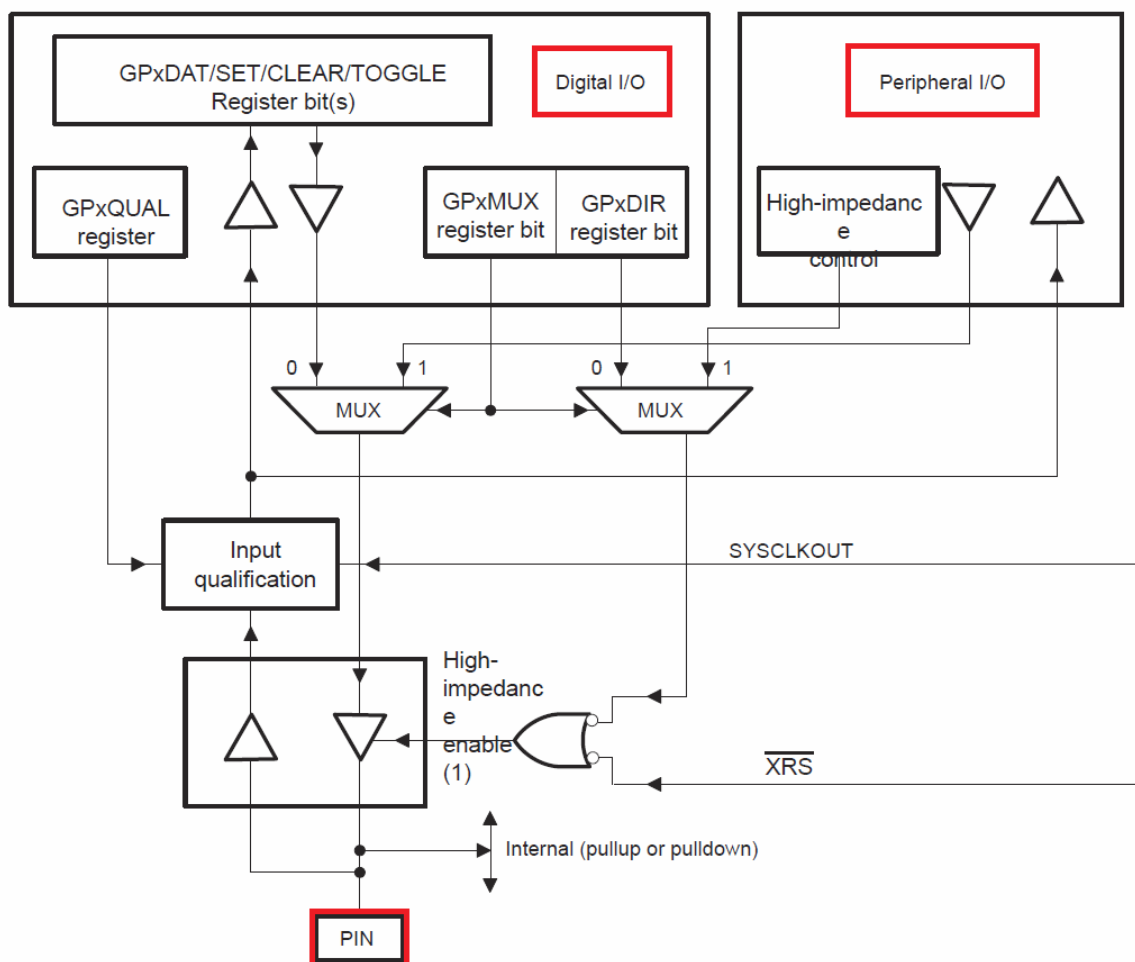 GPxDAT/SET/CLEAR/TOGGLE
Register bit(s)
Digital I/O
Peripheral I/O
GPxQUAL
register
GPxMUX
register bit
GPxDIR
register bit
High-impedanc
e
control
0
1
0
1
MUX
MUX
Input
qualification
SYSCLKOUT
High-
impedanc
e
enable
(1)
XRS
Internal (pullup or pulldown)
PIN